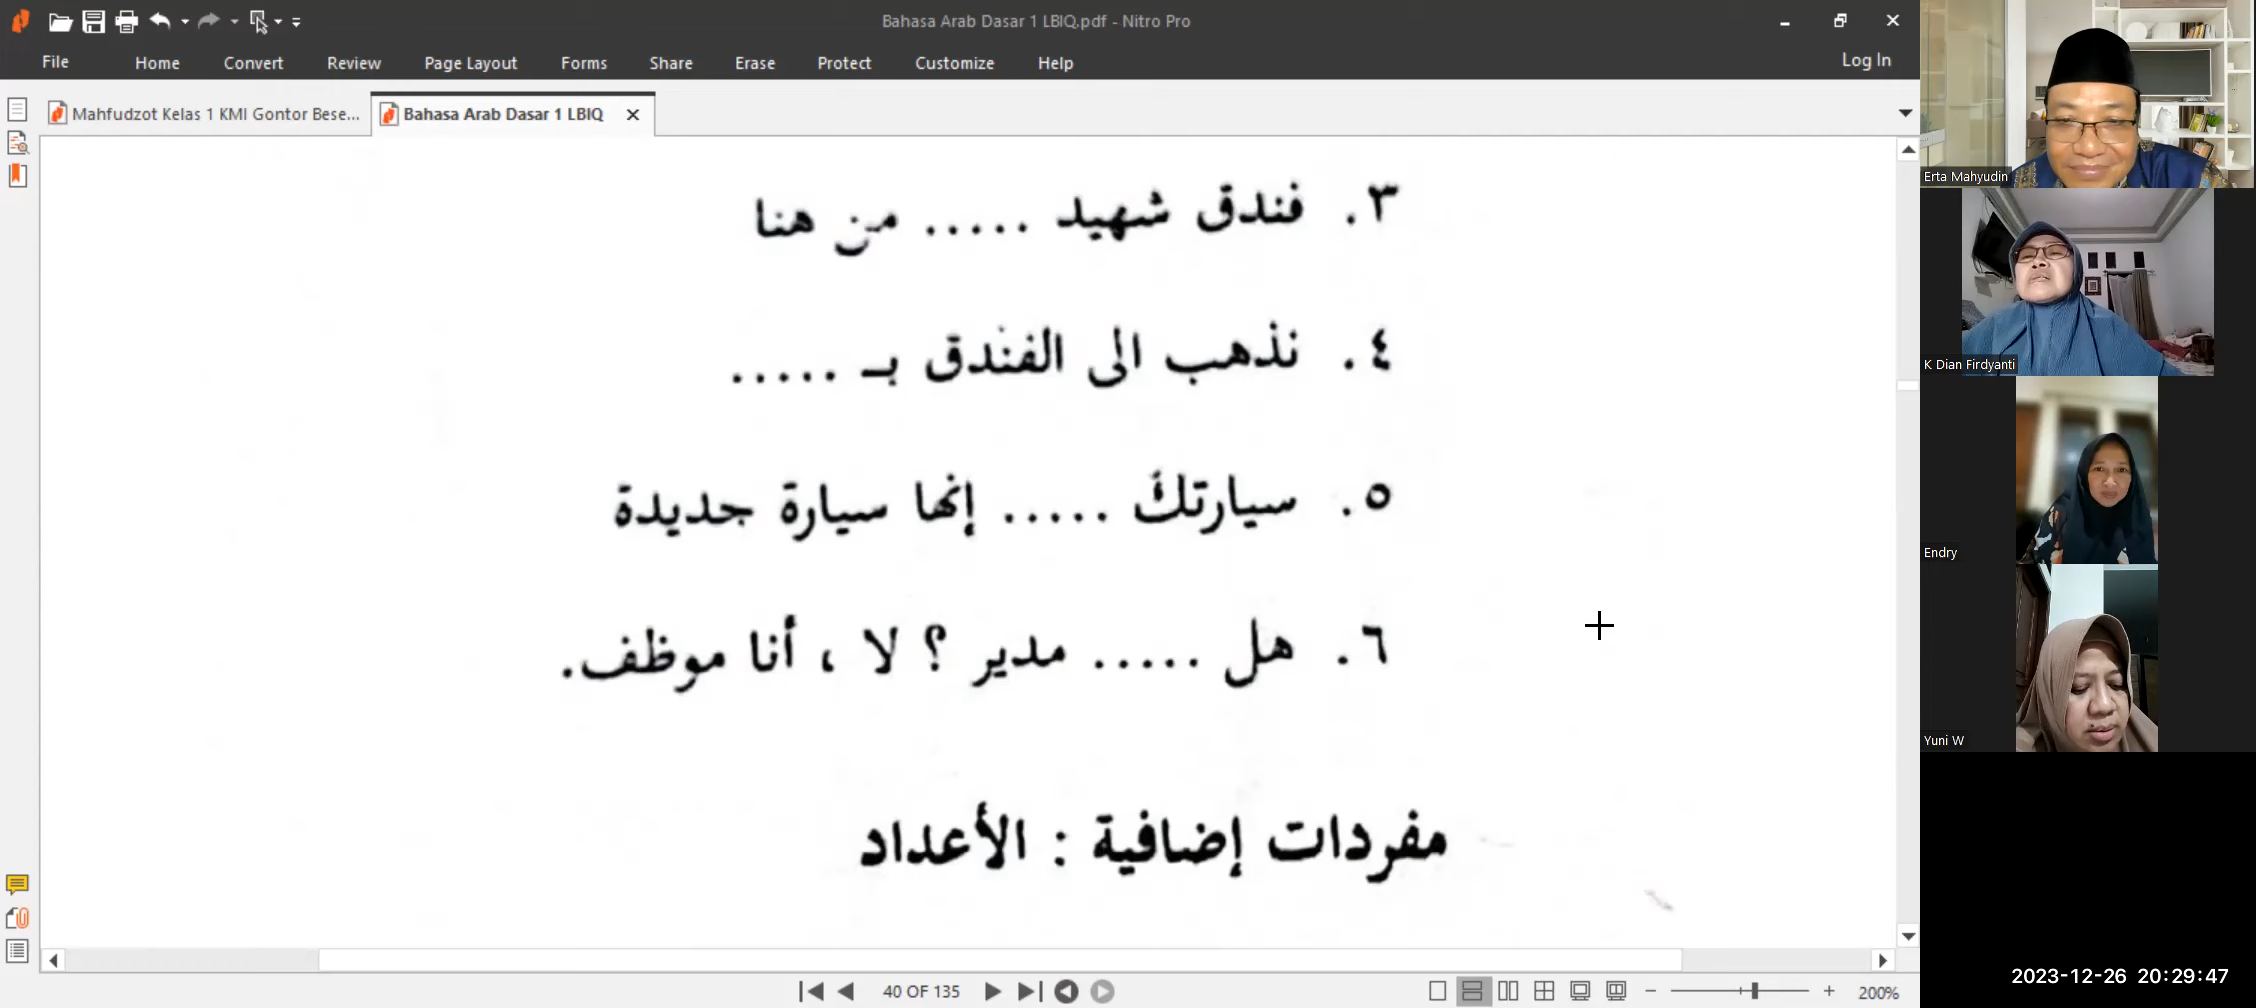 Bahasa Arab Dasar 1 LBIQ.pdf - Nitro Pro
File Home Convert Review Page Layout Forms Share Erase Protect Customize Help Log In
Mahfudzot Kelas 1 KMI Gontor Bese... Bahasa Arab Dasar 1 LBIQ
٣. فندق شهيد ..... من هنا
٤. نذهب الى الفندق بـ .....
٥. سيارتك ..... إنها سيارة جديدة
٦. هل ..... مدير ؟ لا ، أنا موظف.
مفردات إضافية : الأعداد
40 OF 135
200%
Erta Mahyudin
K Dian Firdyanti
Endry
Yuni W
2023-12-26 20:29:47